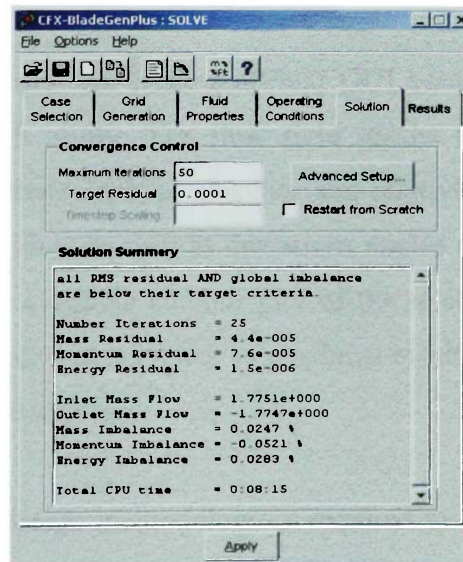 CFX-BladeGenPlus : SOLVE
File Options Help
Case Selection
Grid Generation
Fluid Properties
Operating Conditions
Solution
Results
Convergence Control
Maximum Iterations 50
Advanced Setup...
Target Residual 0.0001
Timestep Scaling
Restart from Scratch
Solution Summary
all RMS residual AND global imbalance
are below their target criteria.
Number Iterations = 25
Mass Residual = 4.4e-005
Momentum Residual = 7.6e-005
Energy Residual = 1.5e-006
Inlet Mass Flow = 1.7751e+000
Outlet Mass Flow = -1.7747e+000
Mass Imbalance = 0.0247 %
Momentum Imbalance = -0.0521 %
Energy Imbalance = 0.0283 %
Total CPU time = 0:08:15
Apply